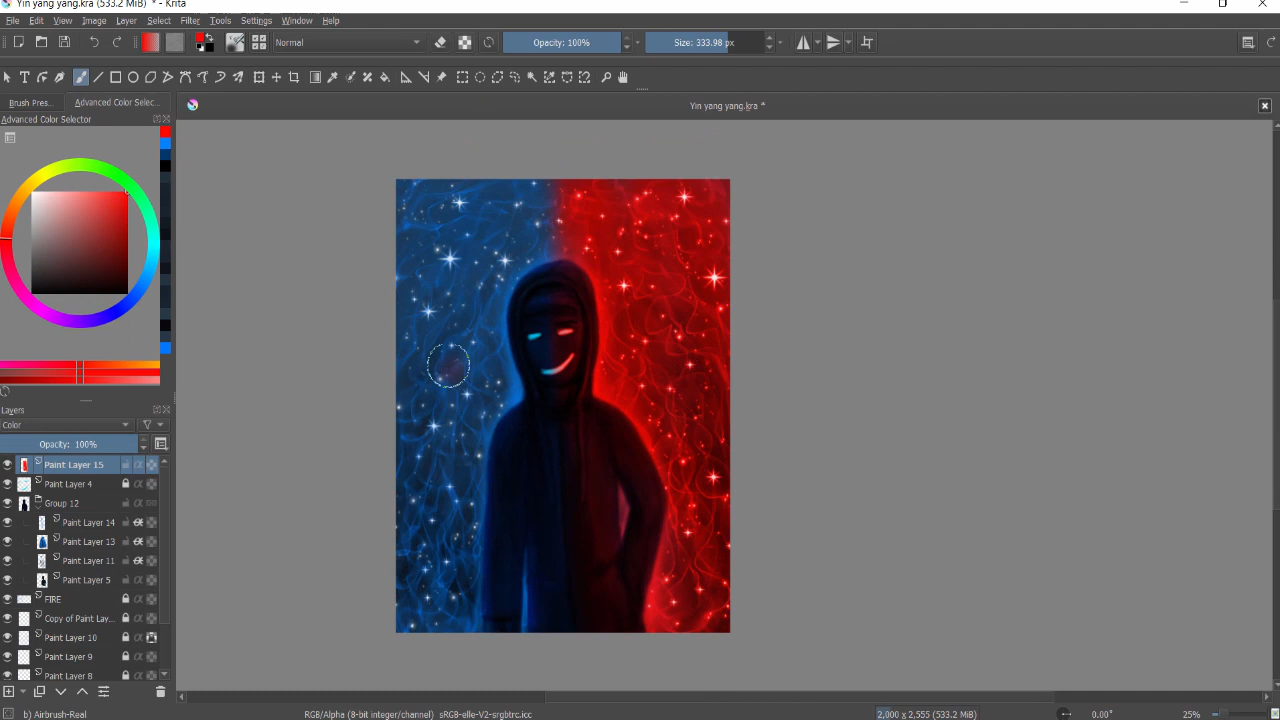 Yin yang yang.kra (533.2 MiB) * - Krita
File Edit View Image Layer Select Filter Tools Settings Window Help
Normal Opacity: 100% Size: 333.98 px
Brush Pres... Advanced Color Selec... Yin yang yang.kra *
Advanced Color Selector
Layers
Color
Opacity: 100%
Paint Layer 15
Paint Layer 4
Group 12
Paint Layer 14
Paint Layer 13
Paint Layer 11
Paint Layer 5
FIRE
Copy of Paint Lay...
Paint Layer 10
Paint Layer 9
Paint Layer 8
b) Airbrush-Real RGB/Alpha (8-bit integer/channel) sRGB-elle-V2-srgbtrc.icc 2,000 x 2,555 (533.2 MiB) 0.00° 25%